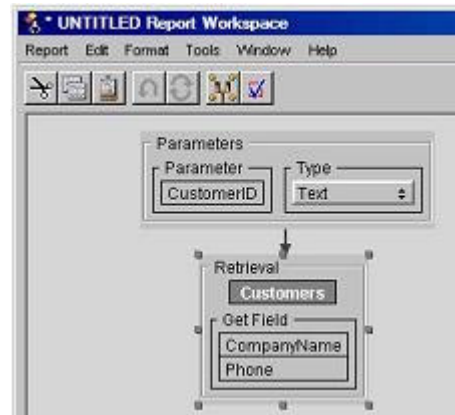 * UNTITLED Report Workspace
Report Edit Format Tools Window Help
Parameters
Parameter Type
CustomerID Text
Retrieval
Customers
Get Field
CompanyName
Phone